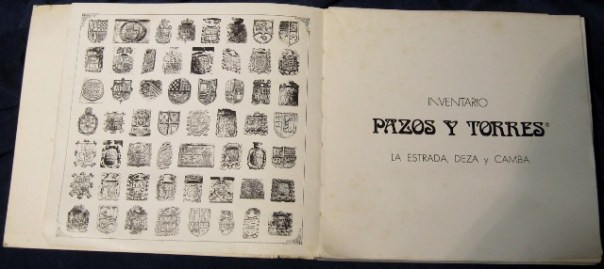 INVENTARIO
PAZOS Y TORRES
LA ESTRADA, DEZA y CAMBA